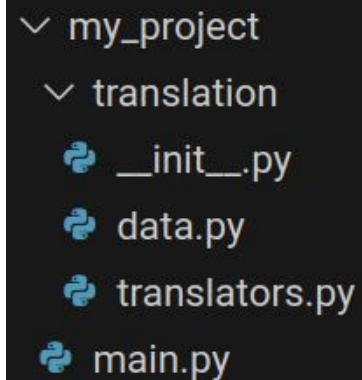 my_project
translation
__init__.py
data.py
translators.py
main.py